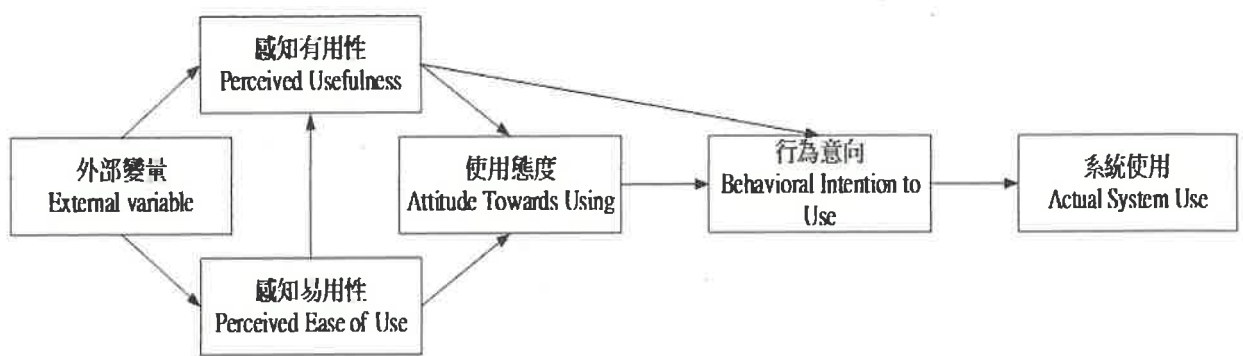 感知有用性
Perceived Usefulness
外部變量
External variable
使用態度
Attitude Towards Using
行為意向
Behavioral Intention to
Use
系統使用
Actual System Use
感知易用性
Perceived Ease of Use